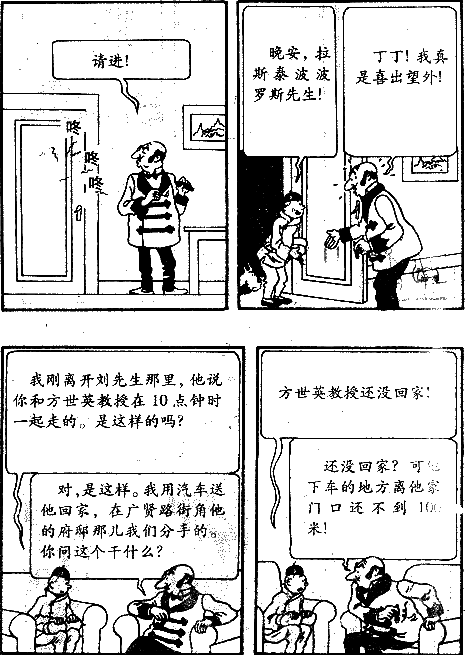 请进!
咚
咚
咚
晚安，拉
斯泰波波
罗斯先生!
丁丁!我真
是喜出望外!
我刚离开刘先生那里，他说
你和方世英教授在10点钟时
一起走的。是这样的吗?
对，是这样。我用汽车送
他回家，在广贤路街角他
的府邸那儿我们分手的。
你问这个干什么?
方世英教授还没回家!
还没回家? 可他
下车的地方离他家
门口还不到100
米!